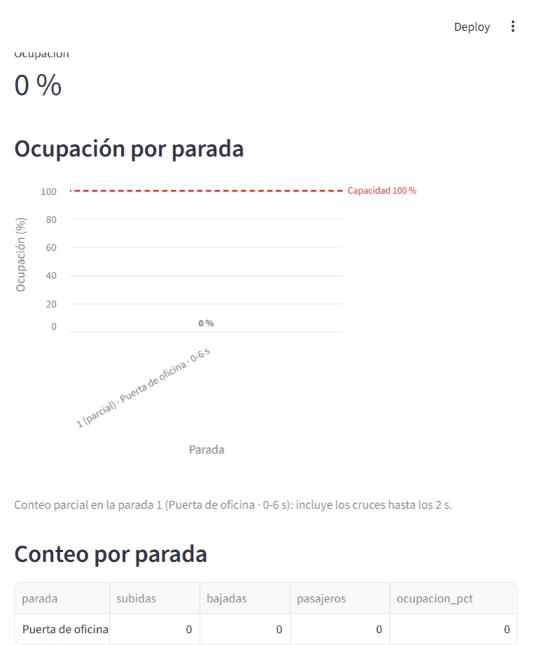 Deploy
Ocupación
0 %
Ocupación por parada
100
Capacidad 100 %
80
60
40
20
0
Ocupación (%)
0 %
1 (parcial) · Puerta de oficina · 0-6 s
Parada
Conteo parcial en la parada 1 (Puerta de oficina · 0-6 s): incluye los cruces hasta los 2 s.
Conteo por parada
parada subidas bajadas pasajeros ocupacion_pct
Puerta de oficina 0 0 0 0